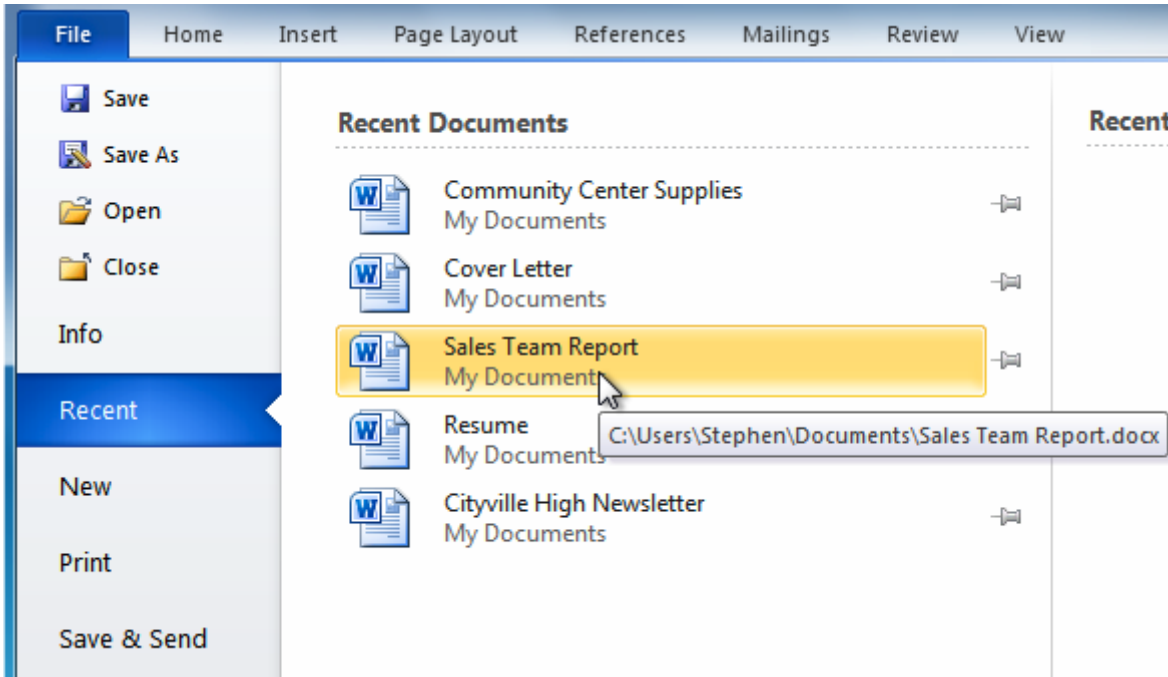 File Home Insert Page Layout References Mailings Review View
Save
Save As
Open
Close
Info
Recent
New
Print
Save & Send
Recent Documents
Community Center Supplies
My Documents
Cover Letter
My Documents
Sales Team Report
My Document
C:\Users\Stephen\Documents\Sales Team Report.docx
Resume
My Documents
Cityville High Newsletter
My Documents
Recent